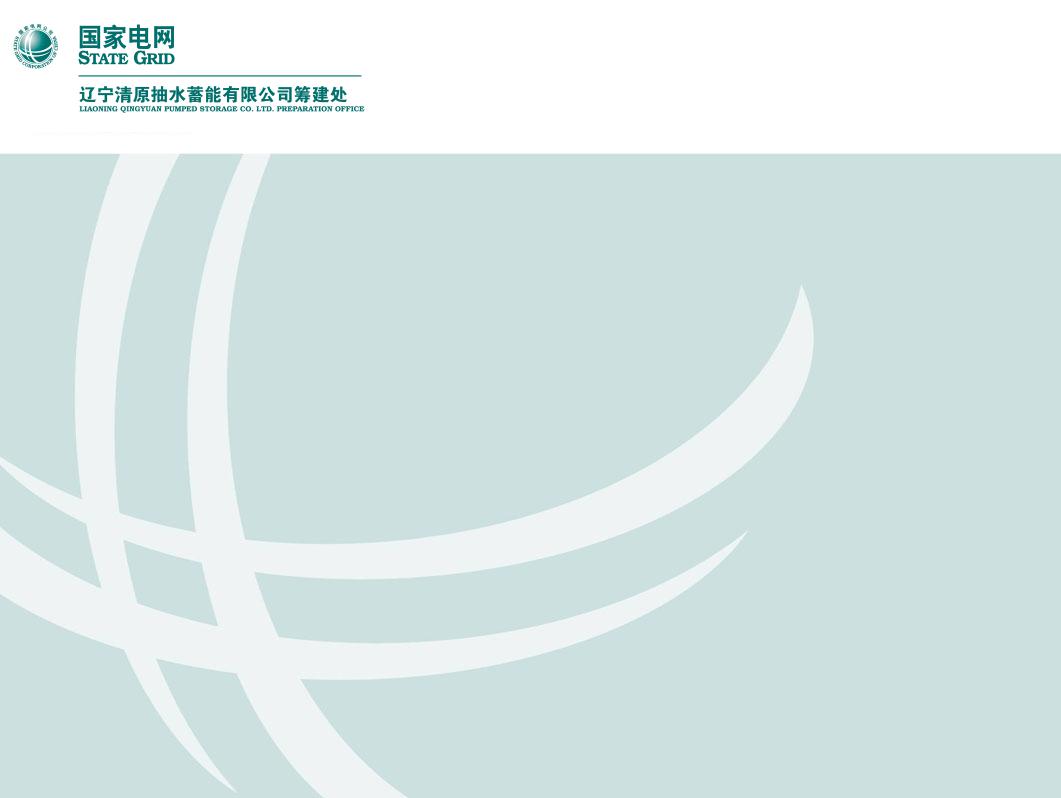 国家电网
STATE GRID
辽宁清原抽水蓄能有限公司筹建处
LIAONING QINGYUAN PUMPED STORAGE CO. LTD. PREPARATION OFFICE